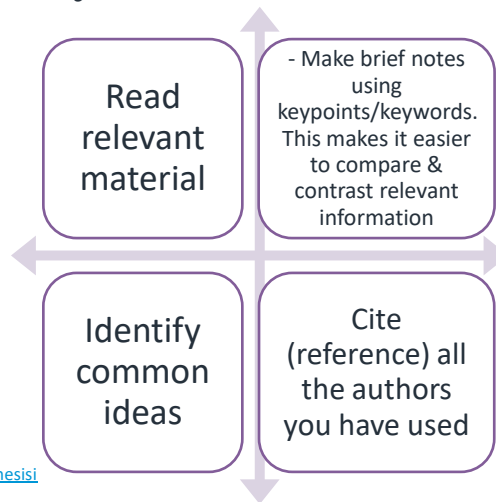 Read
relevant
material
- Make brief notes
using
keypoints/keywords.
This makes it easier
to compare &
contrast relevant
information
Identify
common
ideas
Cite
(reference) all
the authors
you have used